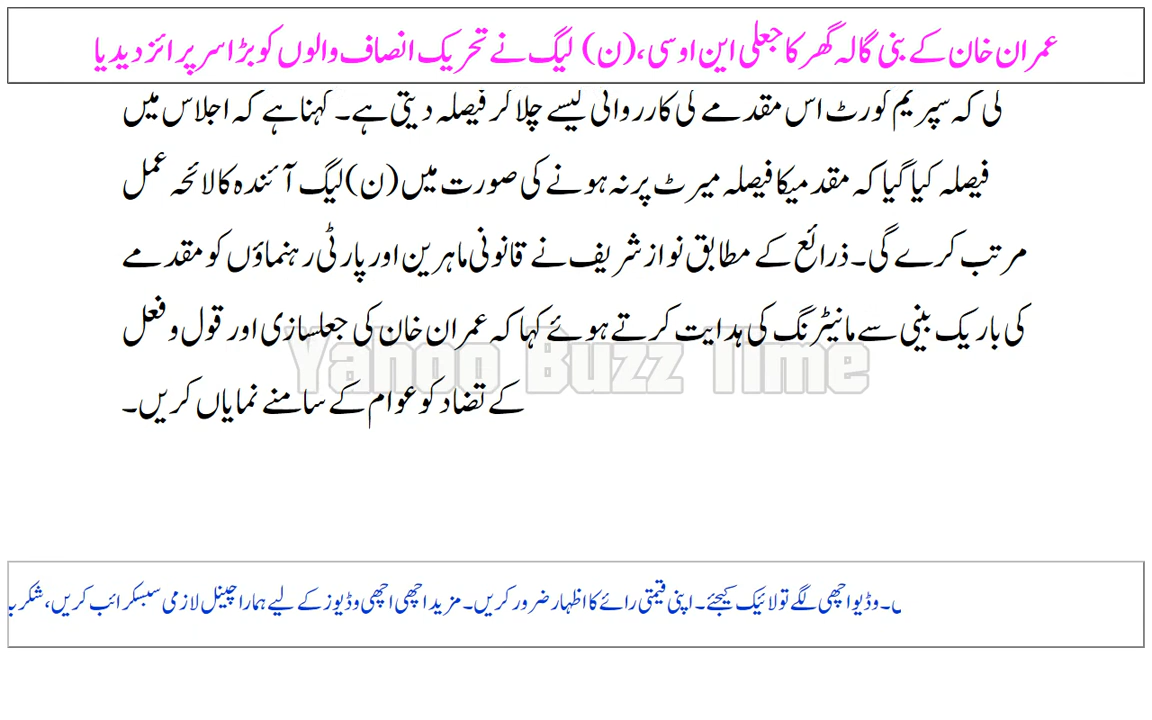 عمران خان کے بنی گالہ گھر کا جعلی این او سی، (ن) لیگ نے تحریک انصاف والوں کو بڑا سرپرائز دیدیا
کی کہ سپریم کورٹ اس مقدمے کی کارروائی کیسے چلا کر فیصلہ دیتی ہے۔ کہنا ہے کہ اجلاس میں
فیصلہ کیا گیا کہ مقدمیکا فیصلہ میرٹ پر نہ ہونے کی صورت میں (ن) لیگ آئندہ کا لائحہ عمل
مرتب کرے گی۔ ذرائع کے مطابق نواز شریف نے قانونی ماہرین اور پارٹی رہنماؤں کو مقدمے
کی باریک بینی سے مانیٹرنگ کی ہدایت کرتے ہوئے کہا کہ عمران خان کی جعلسازی اور قول و فعل
Yahoo Buzz Time
کے تضاد کو عوام کے سامنے نمایاں کریں۔
۔ وڈیو اچھی لگے تو لائیک کیجئے۔ اپنی قیمتی رائے کا اظہار ضرور کریں۔ مزید اچھی اچھی وڈیوز کے لیے ہمارا چینل لازمی سبسکرائب کریں، شکریہ